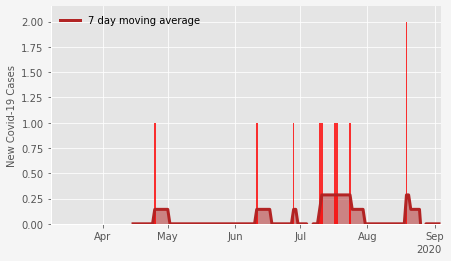 7 day moving average
New Covid-19 Cases
2.00
1.75
1.50
1.25
1.00
0.75
0.50
0.25
0.00
Apr
May
Jun
Jul
Aug
Sep
2020